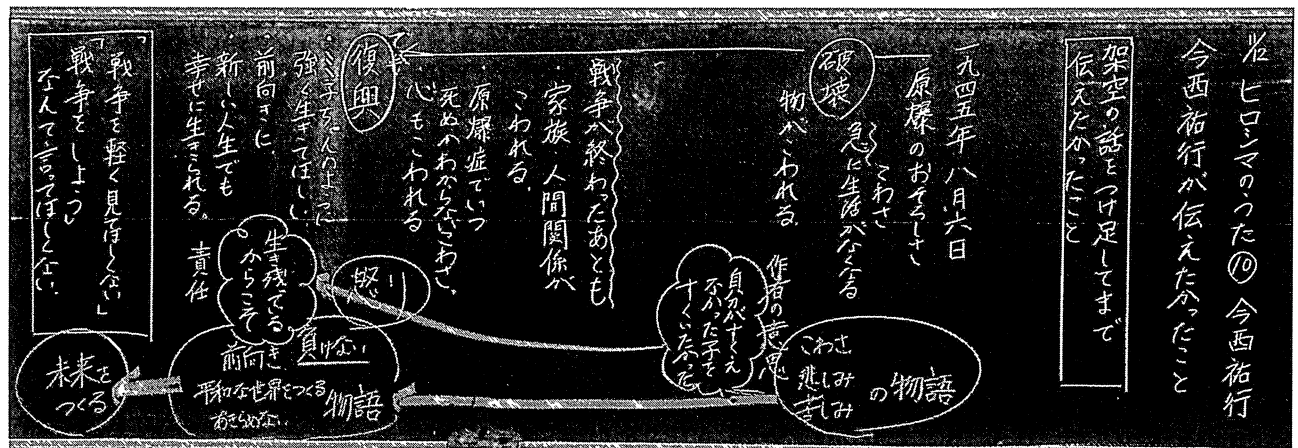 11/12 ヒロシマのうた⑩ 今西祐行
今西祐行が伝えたかったこと
架空の話をつけ足してまで
伝えたかったこと
一九四五年八月六日
原爆のおそろしさ
こわさ
急に生活がなくなる
破壊
物がこわれる
戦争が終わったあとも
・家族 人間関係が
こわれる。
・原爆症でいつ
死ぬかわからないこわさ。
・心もこわれる
復興
・ミ子ちゃんのように
強く生きてほしい
・前向きに
新しい人生でも
幸せに生きられる。
責任
「戦争を軽く見てほしくない」
「戦争をしよう」
なんて言ってほしくない。
作者の意思
自分がすくえ
なかった子を
すくいたかった
怒り
生き残っている
からこそ
こわさ
悲しみ
苦しみ
の物語
負けない
前向き
平和な世界をつくる
あきらめない
物語
未来を
つくる